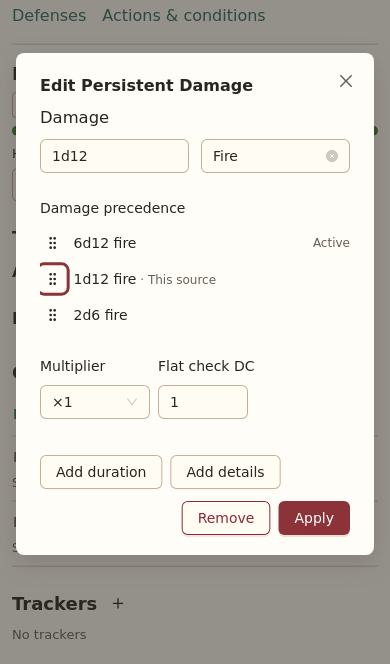 Defenses Actions & conditions
Edit Persistent Damage
Damage
1d12 Fire
Damage precedence
6d12 fire Active
1d12 fire · This source
2d6 fire
Multiplier Flat check DC
×1 1
Add duration Add details
Remove Apply
Trackers +
No trackers